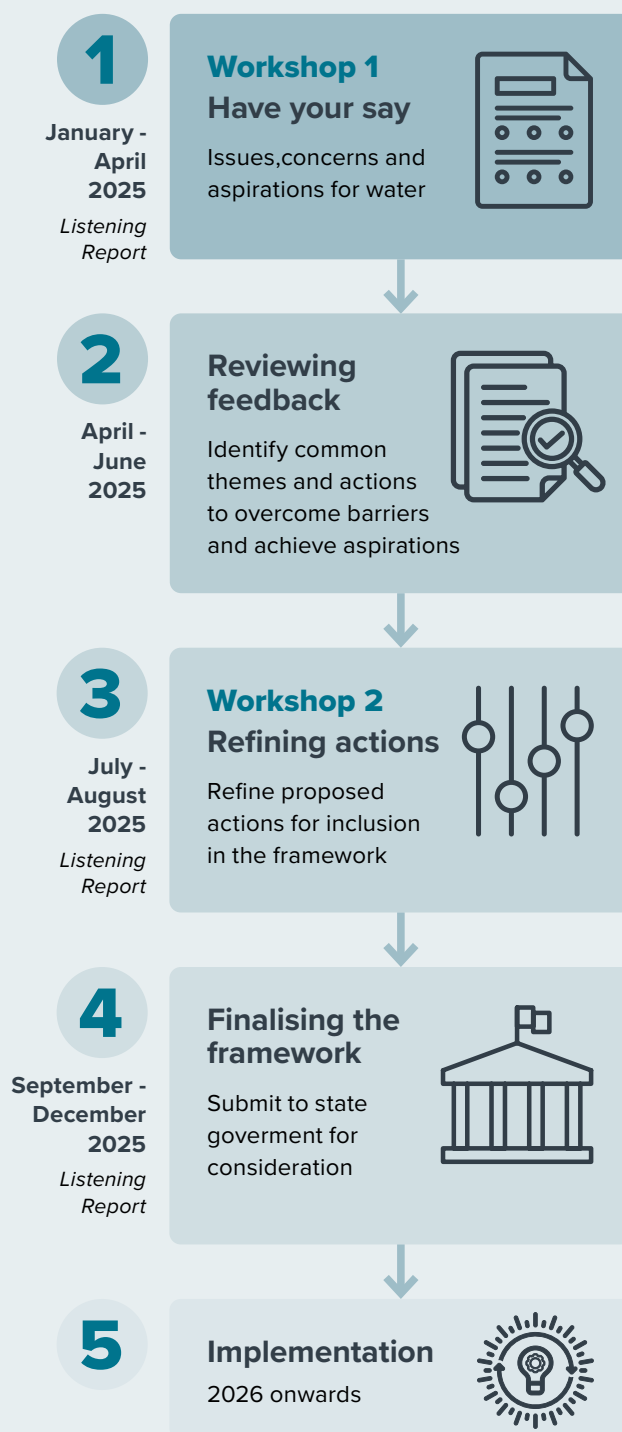 1
January -
April
2025
Listening
Report
Workshop 1
Have your say
Issues,concerns and
aspirations for water
2
April -
June
2025
Reviewing
feedback
Identify common
themes and actions
to overcome barriers
and achieve aspirations
3
July -
August
2025
Listening
Report
Workshop 2
Refining actions
Refine proposed
actions for inclusion
in the framework
4
September -
December
2025
Listening
Report
Finalising the
framework
Submit to state
goverment for
consideration
5
Implementation
2026 onwards